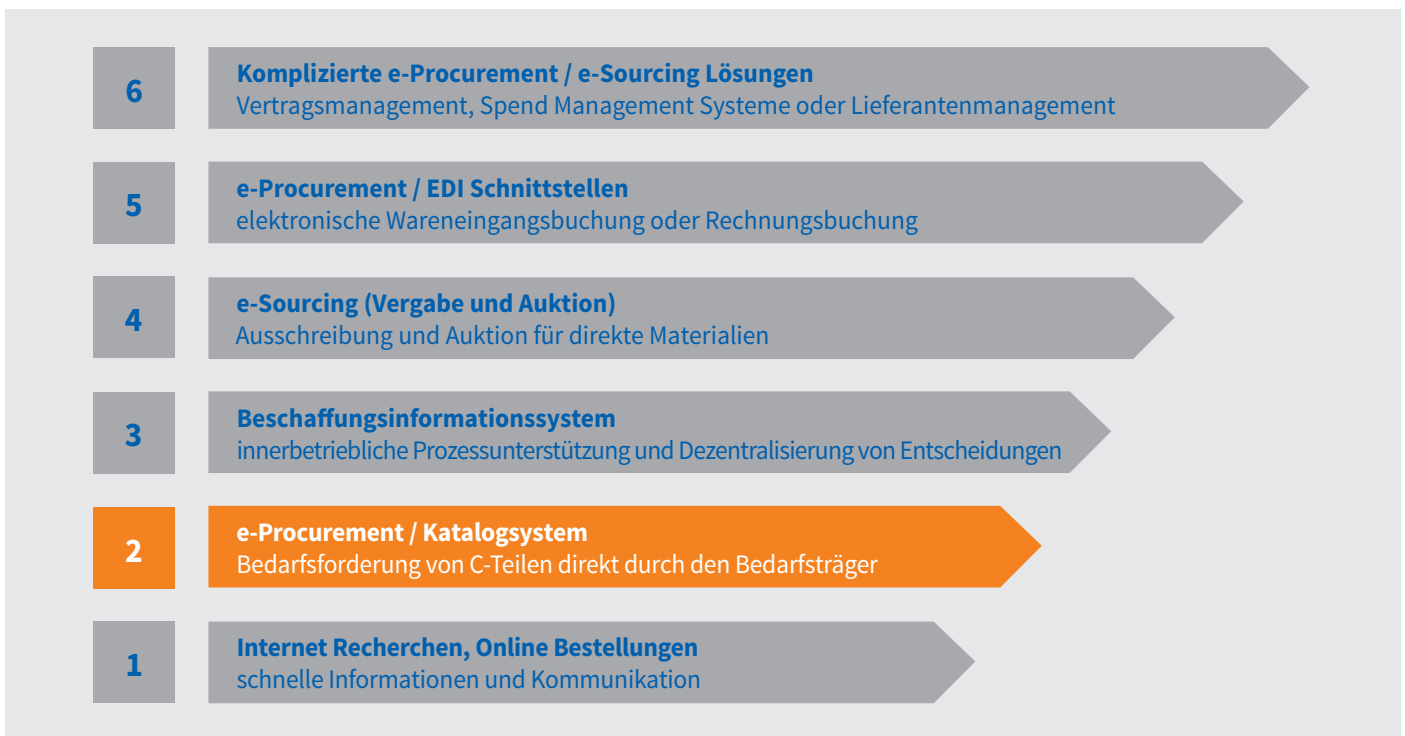 6
Komplizierte e-Procurement / e-Sourcing Lösungen
Vertragsmanagement, Spend Management Systeme oder Lieferantenmanagement
5
e-Procurement / EDI Schnittstellen
elektronische Wareneingangsbuchung oder Rechnungsbuchung
4
e-Sourcing (Vergabe und Auktion)
Ausschreibung und Auktion für direkte Materialien
3
Beschaffungsinformationssystem
innerbetriebliche Prozessunterstützung und Dezentralisierung von Entscheidungen
2
e-Procurement / Katalogsystem
Bedarfsforderung von C-Teilen direkt durch den Bedarfsträger
1
Internet Recherchen, Online Bestellungen
schnelle Informationen und Kommunikation